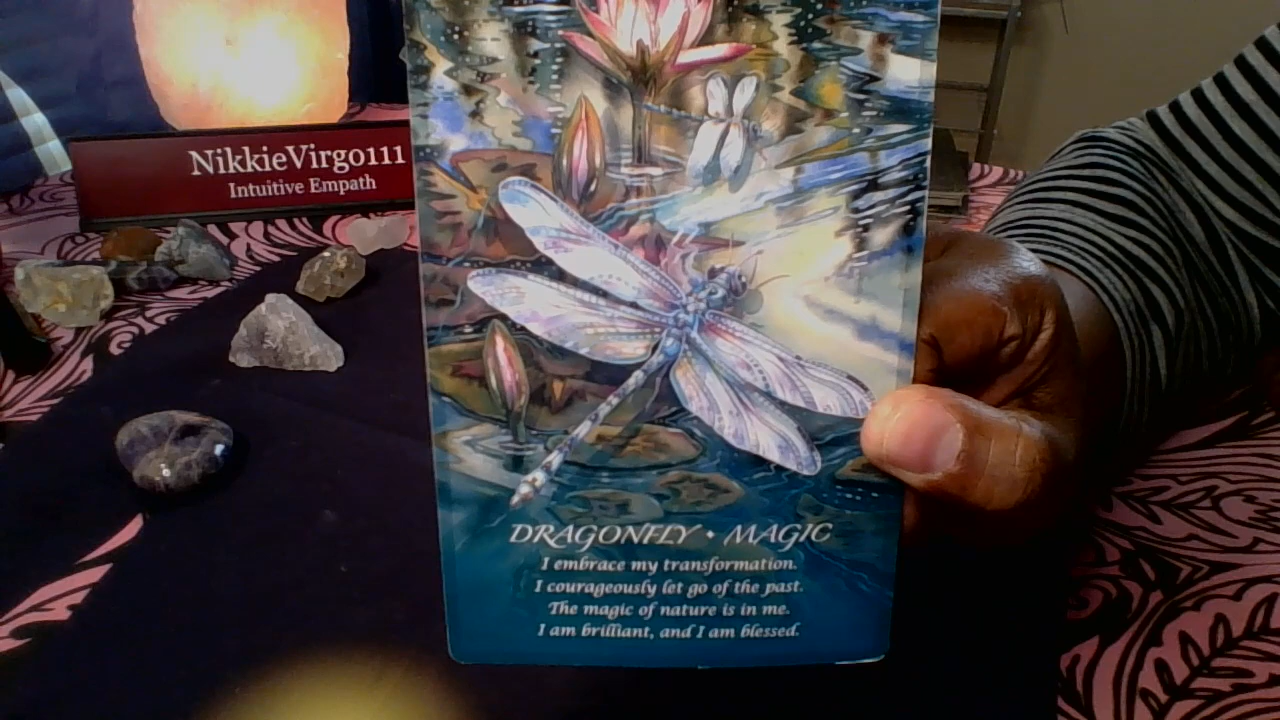 NikkieVirgo111
Intuitive Empath
DRAGONFLY • MAGIC
I embrace my transformation.
I courageously let go of the past.
The magic of nature is in me.
I am brilliant, and I am blessed.